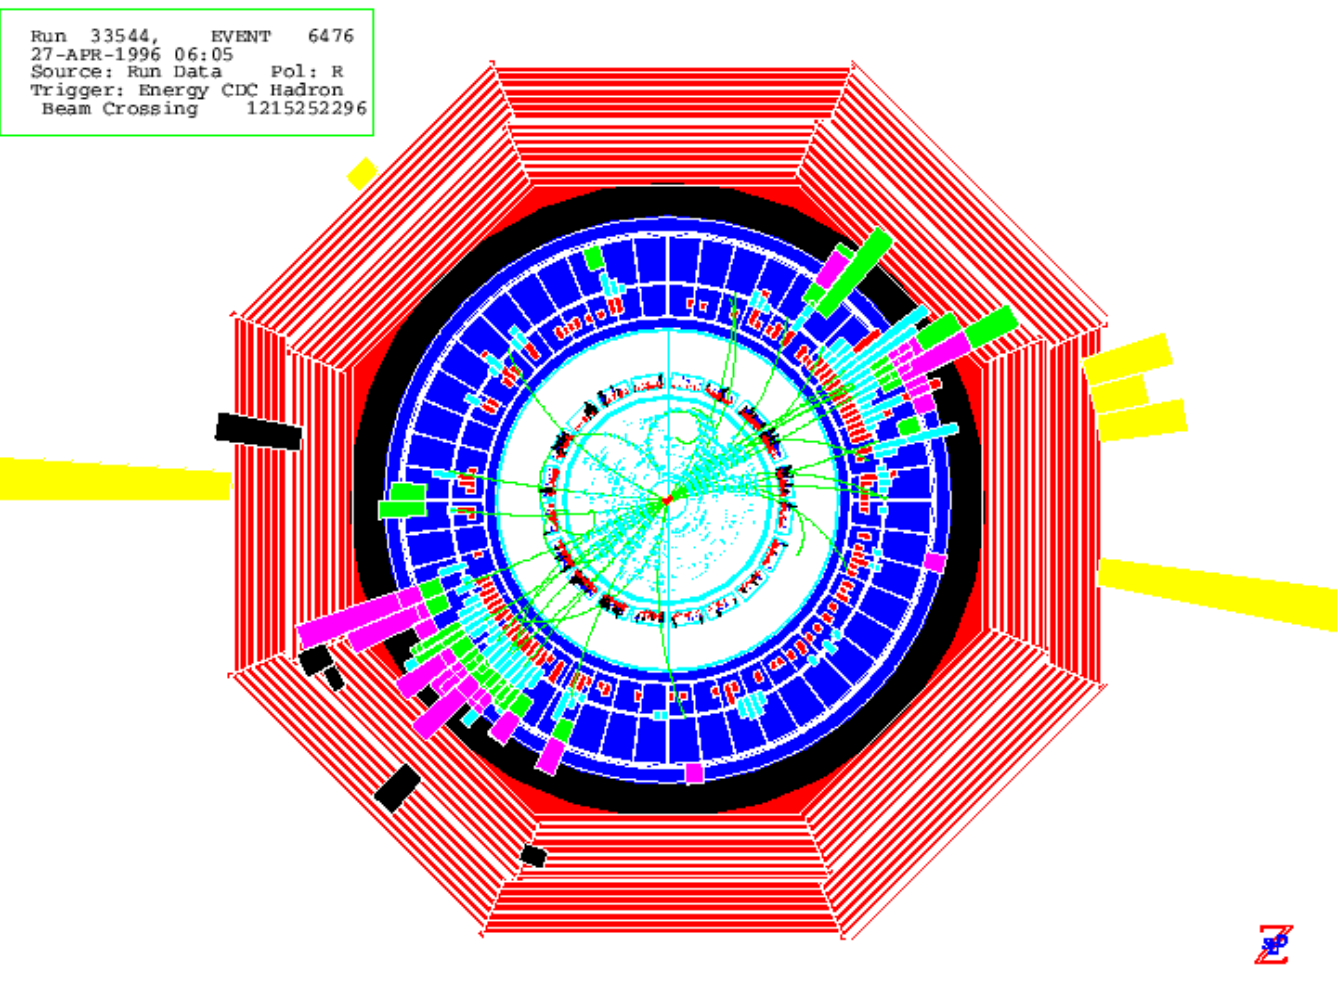 Run 33544, EVENT 6476
27-APR-1996 06:05
Source: Run Data Pol: R
Trigger: Energy CDC Hadron
Beam Crossing 1215252296